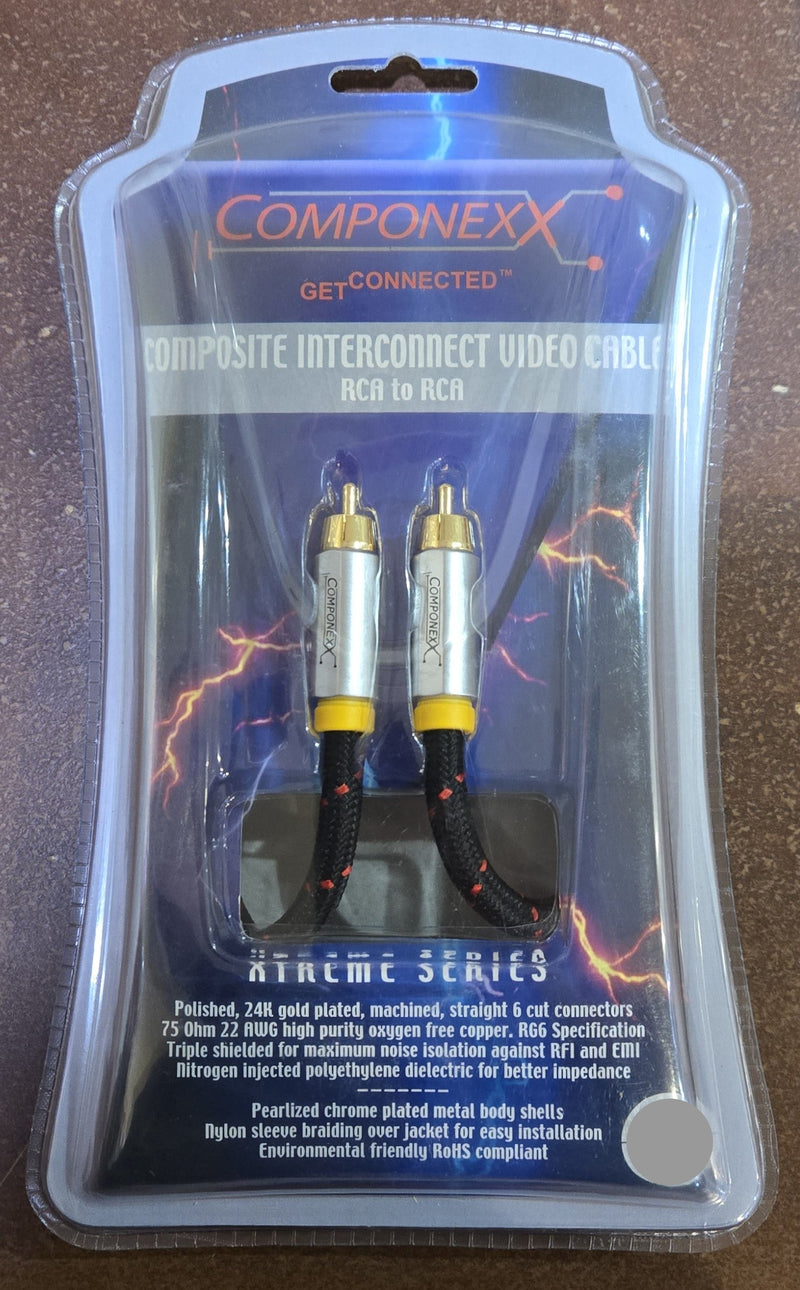 COMPONEXX
GET CONNECTED™
COMPOSITE INTERCONNECT VIDEO CABLE
RCA to RCA
COMPONEXX
COMPONEXX
XTREME SERIES
Polished, 24K gold plated, machined, straight 6 cut connectors
75 Ohm 22 AWG high purity oxygen free copper. RG6 Specification
Triple shielded for maximum noise isolation against RFI and EMI
Nitrogen injected polyethylene dielectric for better impedance
Pearlized chrome plated metal body shells
Nylon sleeve braiding over jacket for easy installation
Environmental friendly RoHS compliant